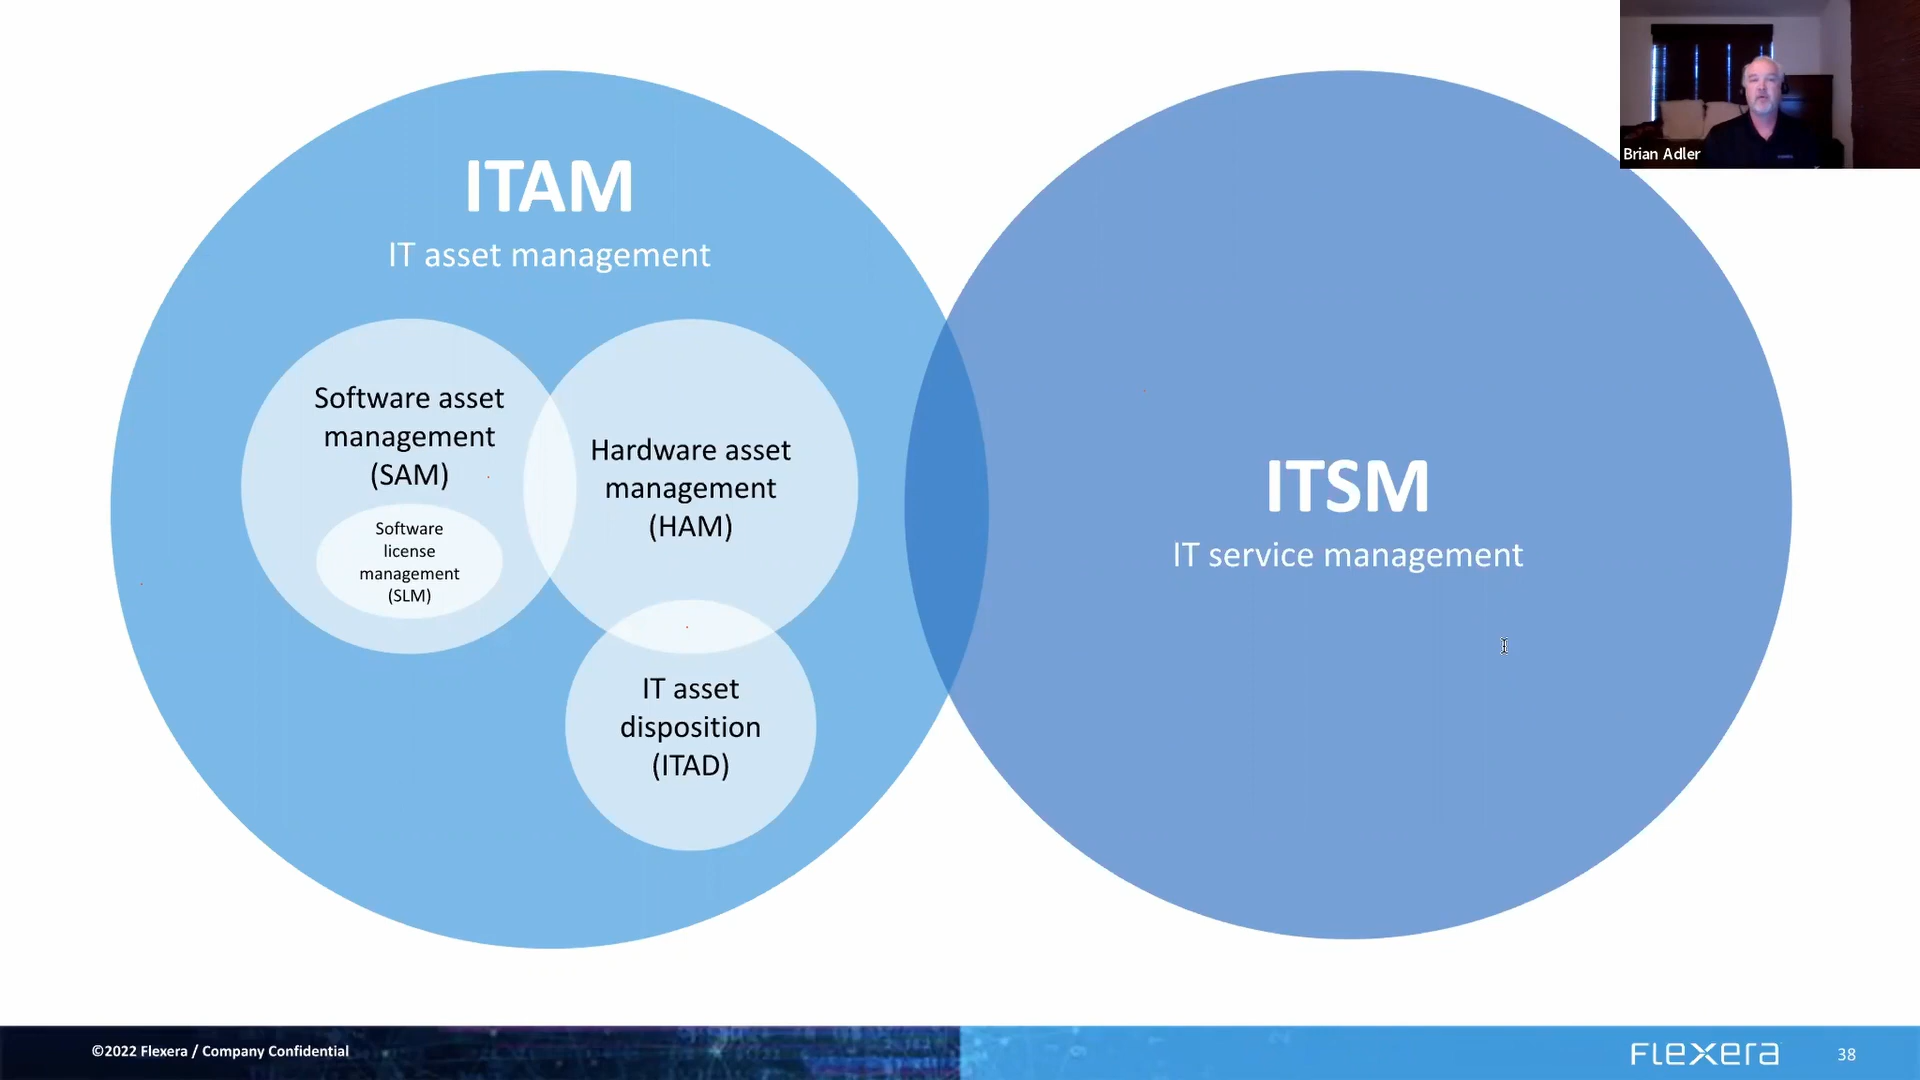 ITAM
IT asset management
Software asset
management
(SAM)
Software
license
management
(SLM)
Hardware asset
management
(HAM)
IT asset
disposition
(ITAD)
ITSM
IT service management
Brian Adler
©2022 Flexera / Company Confidential
FLEXERA
38